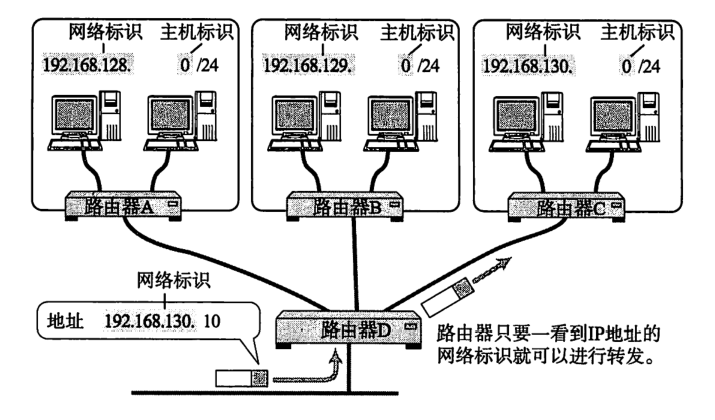 网络标识 主机标识
192.168.128. 0 /24
网络标识 主机标识
192.168.129. 0 /24
网络标识 主机标识
192.168.130. 0 /24
路由器A
路由器B
路由器C
网络标识
地址 192.168.130. 10
路由器D
路由器只要一看到IP地址的
网络标识就可以进行转发。